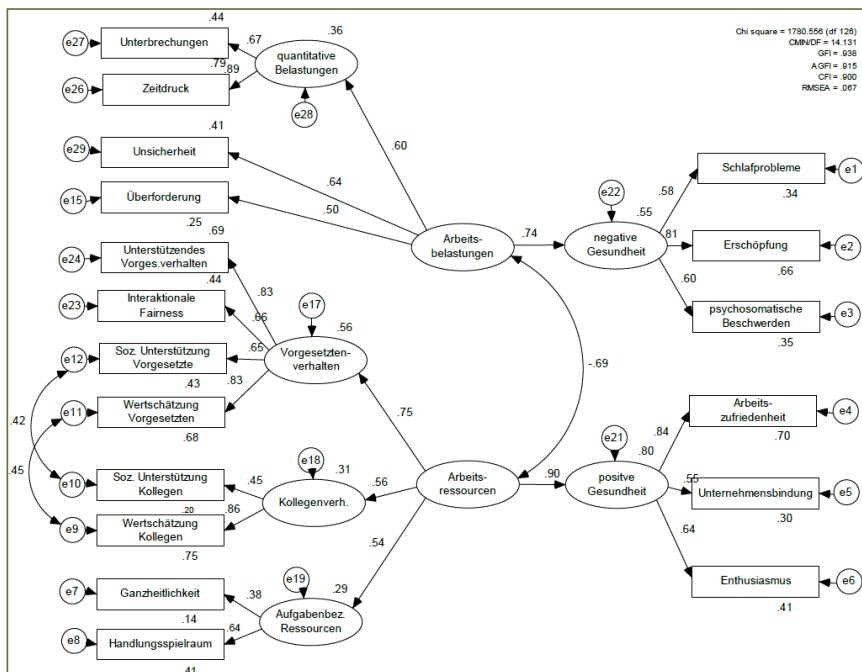 Chi square = 1780.556 (df 126)
CMIN/DF = 14.131
GFI = .938
AGFI = .915
CFI = .900
RMSEA = .067
.44
e27
Unterbrechungen
.67
.36
quantitative
Belastungen
.79
.89
e26
Zeitdruck
e28
.41
e29
Unsicherheit
.60
.64
e15
Überforderung
.50
.25
Arbeits-
belastungen
.74
e22
.55
negative
Gesundheit
.58
Schlafprobleme
e1
.34
.81
Erschöpfung
e2
.66
.60
psychosomatische
Beschwerden
e3
.35
.69
e24
Unterstützendes
Vorges.verhalten
.83
.44
e23
Interaktionale
Fairness
.66
e17
.56
Vorgesetzten-
verhalten
e12
Soz. Unterstützung
Vorgesetzte
.65
.43
.83
e11
Wertschätzung
Vorgesetzten
.68
-.69
.75
.42
.45
e10
Soz. Unterstützung
Kollegen
.45
.20
e18
.31
Kollegenverh.
.56
e9
Wertschätzung
Kollegen
.86
.75
Arbeits-
ressourcen
.90
e21
.80
positve
Gesundheit
.84
Arbeits-
zufriedenheit
e4
.70
.55
Unternehmensbindung
e5
.30
.64
Enthusiasmus
e6
.41
.54
e7
Ganzheitlichkeit
.38
.14
e19
.29
Aufgabenbez.
Ressourcen
e8
Handlungsspielraum
.64
.41